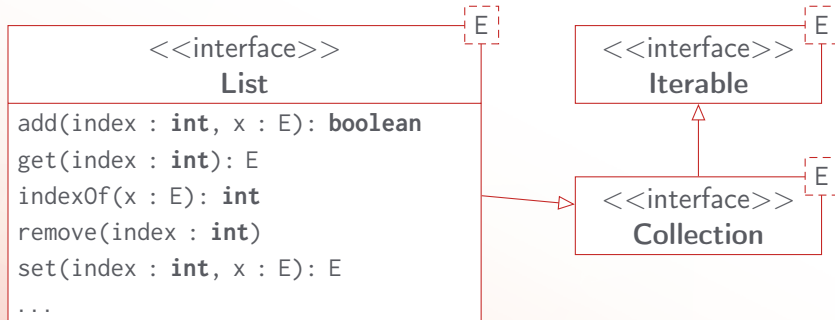 E
<<interface>>
List
add(index : int, x : E): boolean
get(index : int): E
indexOf(x : E): int
remove(index : int)
set(index : int, x : E): E
...
E
<<interface>>
Iterable
E
<<interface>>
Collection